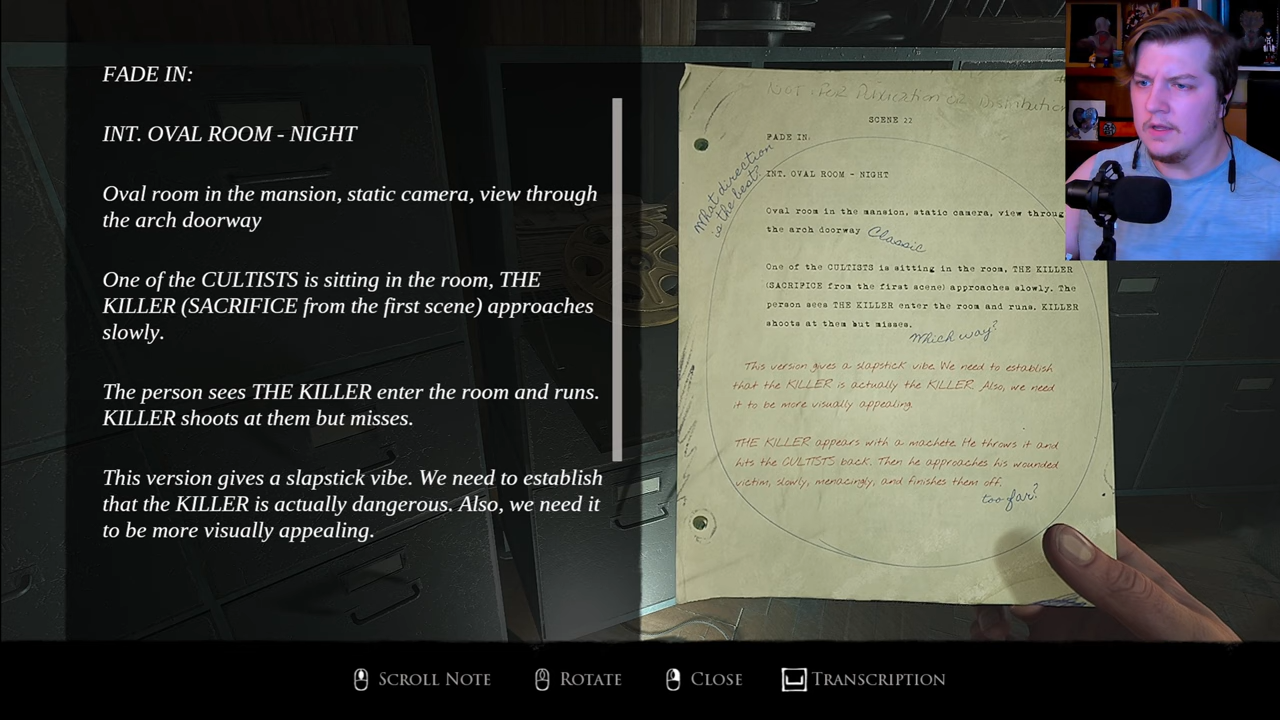 FADE IN:
INT. OVAL ROOM - NIGHT
Oval room in the mansion, static camera, view through
the arch doorway
One of the CULTISTS is sitting in the room, THE
KILLER (SACRIFICE from the first scene) approaches
slowly.
The person sees THE KILLER enter the room and runs.
KILLER shoots at them but misses.
This version gives a slapstick vibe. We need to establish
that the KILLER is actually dangerous. Also, we need it
to be more visually appealing.
NOT FOR Publication or Distribution
SCENE 22
FADE IN:
What direction
is the best?
INT. OVAL ROOM - NIGHT
Oval room in the mansion, static camera, view throug
the arch doorway Classic
One of the CULTISTS is sitting in the room, THE KILLER
(SACRIFICE from the first scene) approaches slowly. The
person sees THE KILLER enter the room and runs. KILLER
shoots at them but misses.
Which way?
This version gives a slapstick vibe. We need to establish
that the KILLER is actually the KILLER. Also, we need
it to be more visually appealing.
THE KILLER appears with a machete. He throws it and
hits the CULTISTS back. Then he approaches his wounded
victim, slowly, menacingly, and finishes them off.
too far?
SCROLL NOTE
ROTATE
CLOSE
TRANSCRIPTION